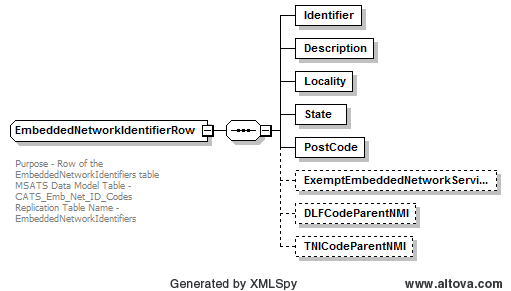 Identifier
Description
Locality
State
EmbeddedNetworkIdentifierRow
PostCode
Purpose - Row of the
EmbeddedNetworkIdentifiers table
MSATS Data Model Table -
CATS_Emb_Net_ID_Codes
Replication Table Name -
EmbeddedNetworkIdentifiers
ExemptEmbeddedNetworkServi...
DLFCodeParentNMI
TNICodeParentNMI
Generated by XMLSpy
www.altova.com